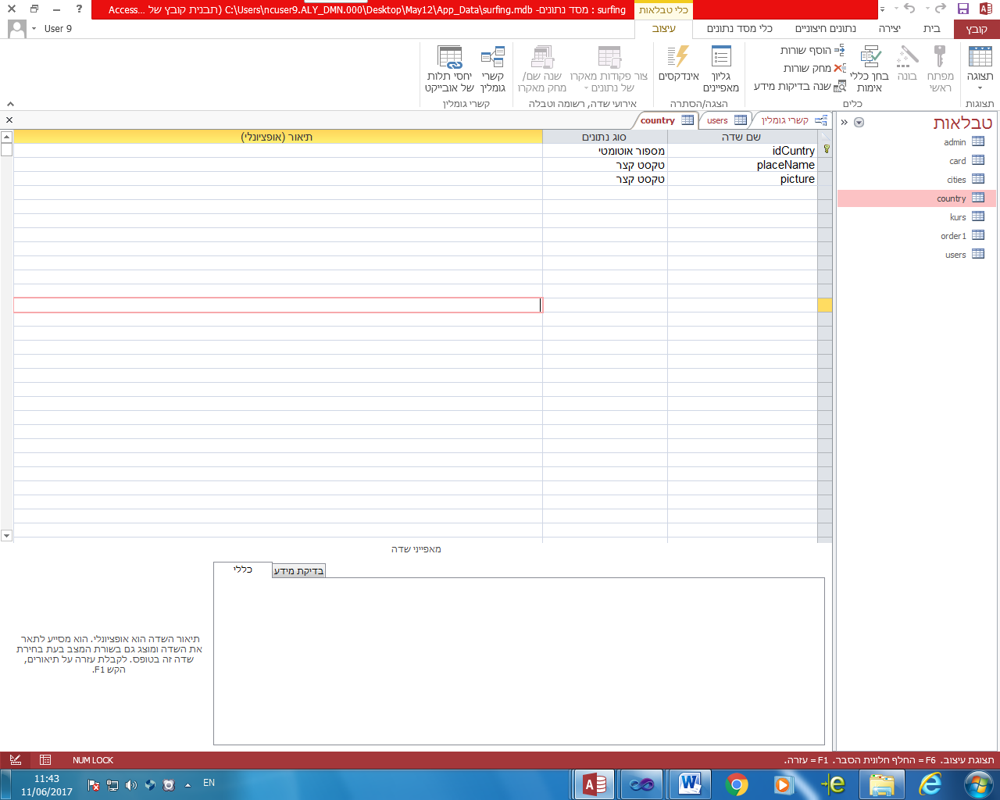 surfing : מסד נתונים- C:\Users\ncuser9.ALY_DMN.000\Desktop\May12\App_Data\surfing.mdb (תבנית קובץ של Access...
כלי טבלאות
קובץ
בית
יצירה
נתונים חיצוניים
כלי מסד נתונים
עיצוב
User 9
תצוגה
מפתח ראשי
בונה
בחן כללי אימות
הוסף שורות
מחק שורות
שנה בדיקות מידע
גליון מאפיינים
אינדקסים
צור פקודות מאקרו של נתונים
שנה שם/ מחק מאקרו
קשרי גומלין
יחסי תלות של אובייקט
תצוגות
כלים
הצגה/הסתרה
אירועי שדה, רשומה וטבלה
קשרי גומלין
טבלאות
admin
card
cities
country
kurs
order1
users
קשרי גומלין
users
country
שם שדה
סוג נתונים
תיאור (אופציונלי)
idCuntry
מספור אוטומטי
placeName
טקסט קצר
picture
טקסט קצר
מאפייני שדה
כללי
בדיקת מידע
תיאור השדה הוא אופציונלי. הוא מסייע לתאר
את השדה ומוצג גם בשורת המצב בעת בחירת
שדה זה בטופס. לקבלת עזרה על תיאורים,
הקש F1.
תצוגת עיצוב. F6 = החלף חלונית הסבר. F1 = עזרה.
NUM LOCK
EN
11:43
11/06/2017